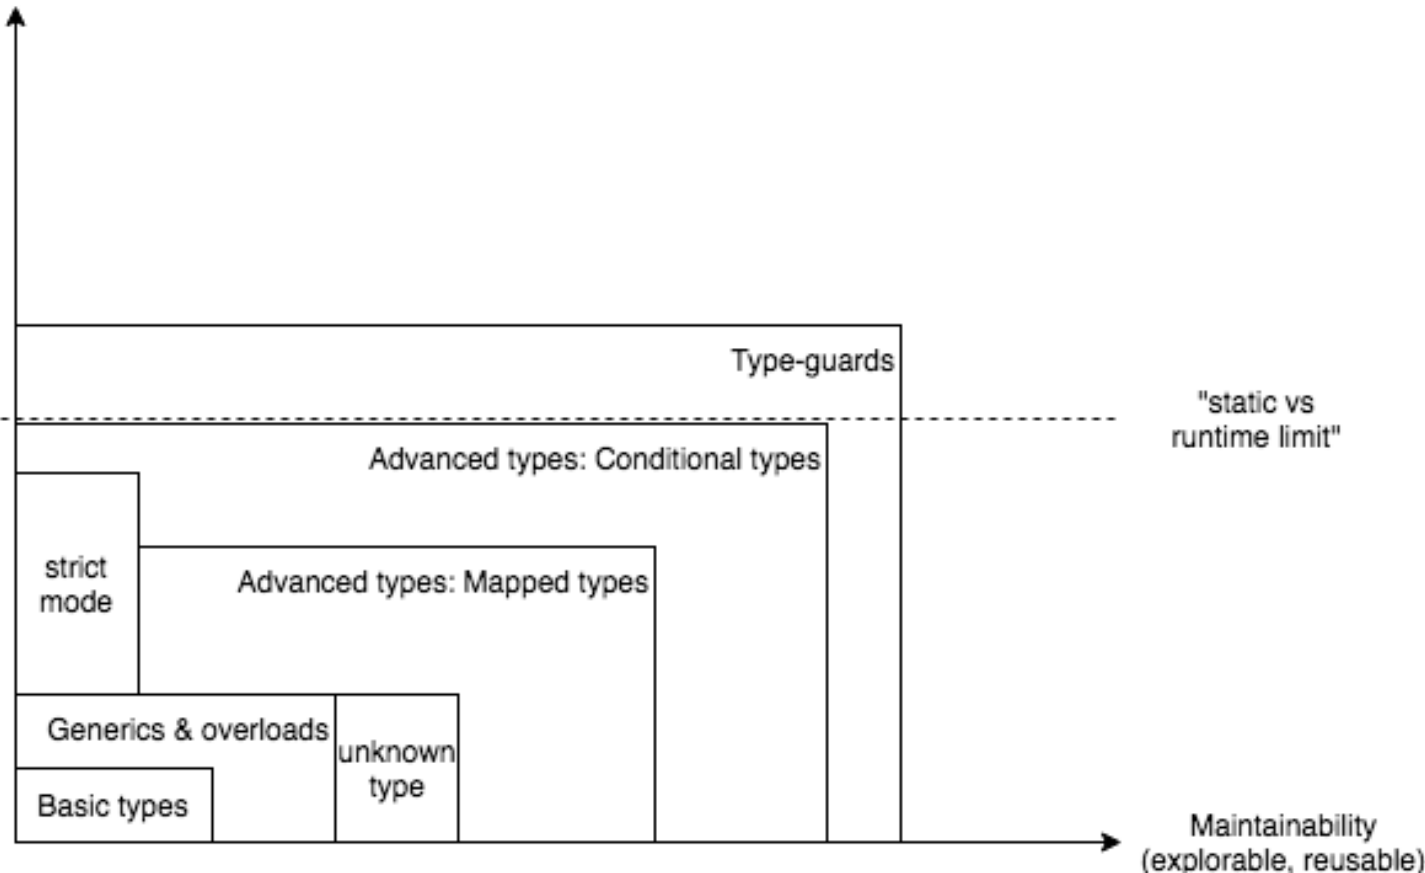 Type-guards
"static vs
runtime limit"
Advanced types: Conditional types
strict
mode
Advanced types: Mapped types
Generics & overloads
unknown
type
Basic types
Maintainability
(explorable, reusable)